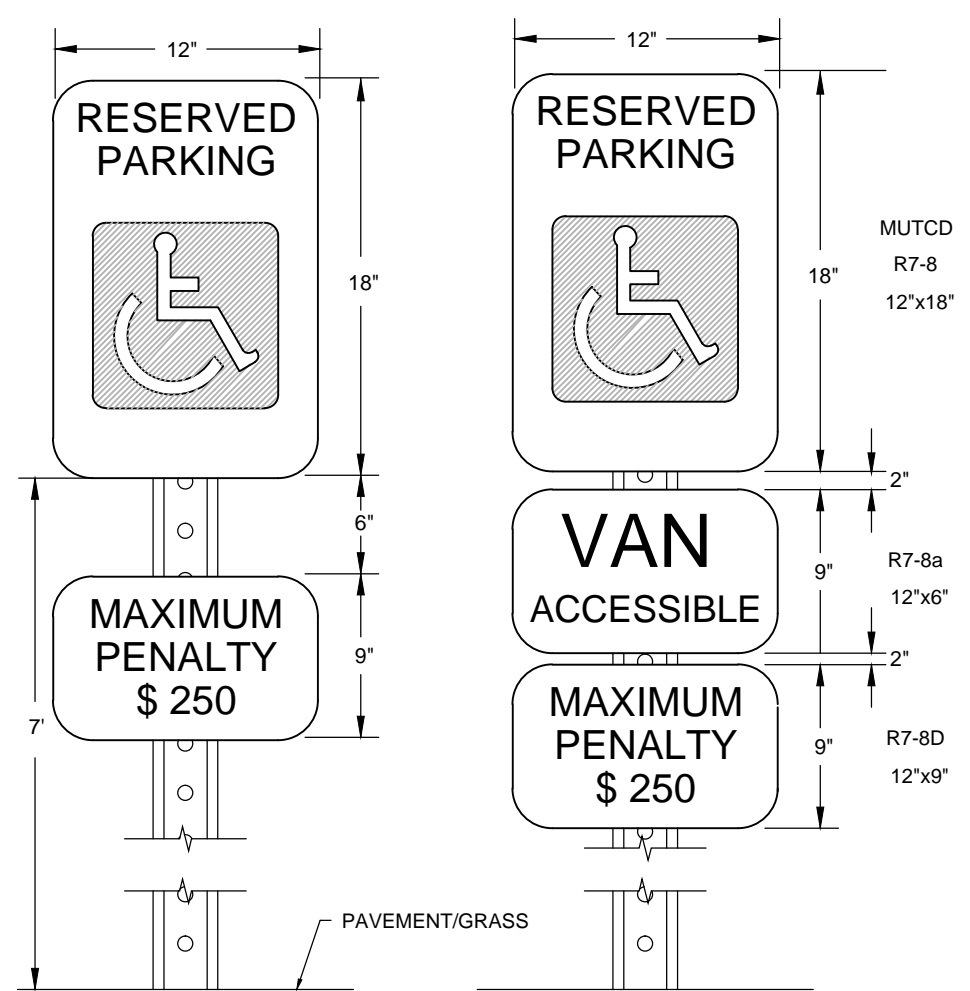 12"
RESERVED
PARKING
18"
6"
MAXIMUM
PENALTY
$ 250
9"
7'
PAVEMENT/GRASS
12"
RESERVED
PARKING
18"
MUTCD
R7-8
12"x18"
2"
VAN
ACCESSIBLE
9"
R7-8a
12"x6"
2"
MAXIMUM
PENALTY
$ 250
9"
R7-8D
12"x9"